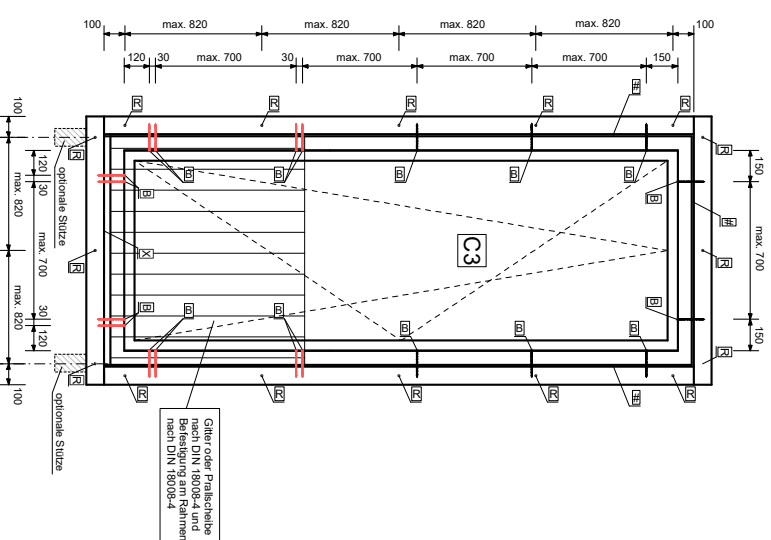 100
max. 820
max. 820
max. 820
max. 820
100
120
30
max. 700
30
max. 700
max. 700
max. 700
150
R
R
R
R
R
#
100
120
30
max. 700
30
120
max. 820
max. 820
100
R
R
R
optionale Stütze
optionale Stütze
B
B
B
B
B
B
B
X
C3
B
B
B
B
B
B
B
150
max. 700
150
R
R
R
#
R
R
R
R
R
#
Gitter oder Prallscheibe
nach DIN 18008-4 und
Befestigung am Rahmen
nach DIN 18008-4